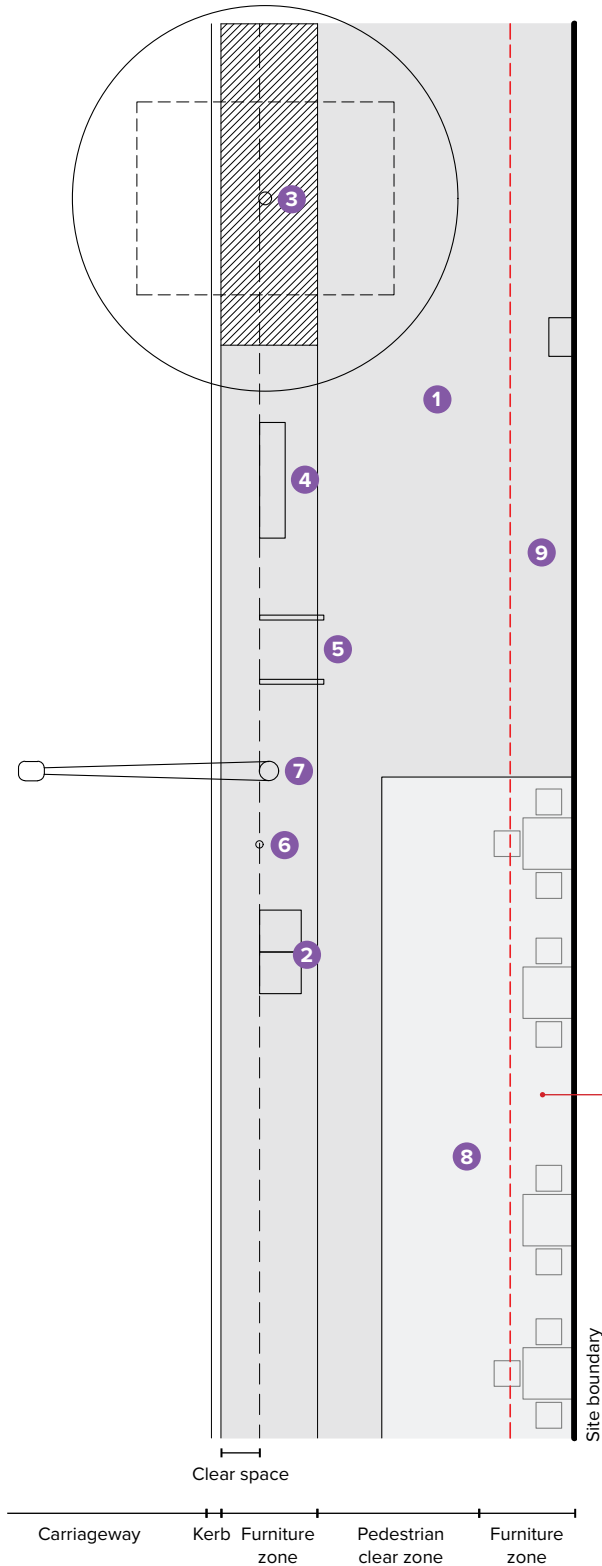 3
1
4
9
5
7
6
2
8
Site boundary
Clear space
Carriageway
Kerb
Furniture
zone
Pedestrian
clear zone
Furniture
zone